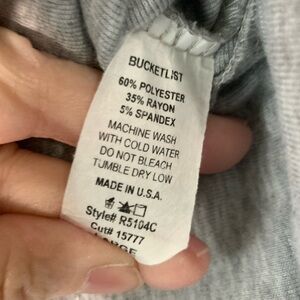 BUCKETLIST
60% POLYESTER
35% RAYON
5% SPANDEX
MACHINE WASH
WITH COLD WATER
DO NOT BLEACH
TUMBLE DRY LOW
MADE IN U.S.A.
Style# R5104C
Cut# 15777
LARGE